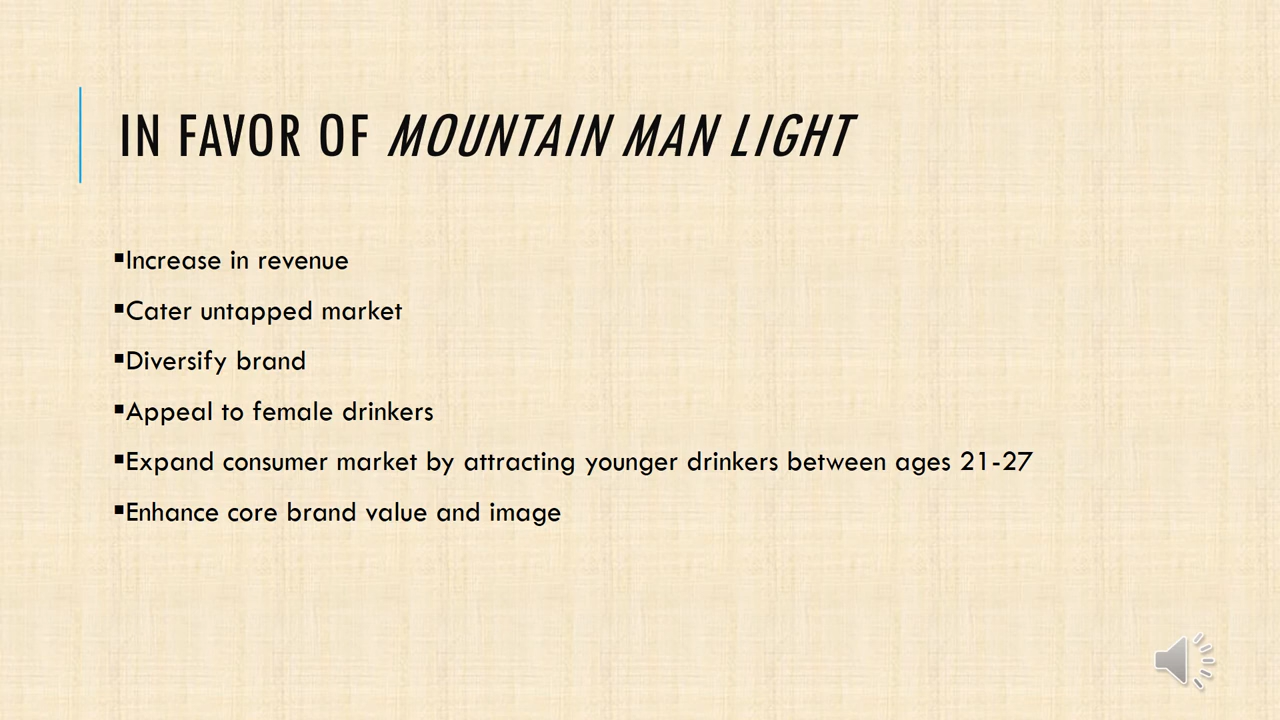 IN FAVOR OF MOUNTAIN MAN LIGHT
▪Increase in revenue
▪Cater untapped market
▪Diversify brand
▪Appeal to female drinkers
▪Expand consumer market by attracting younger drinkers between ages 21-27
▪Enhance core brand value and image